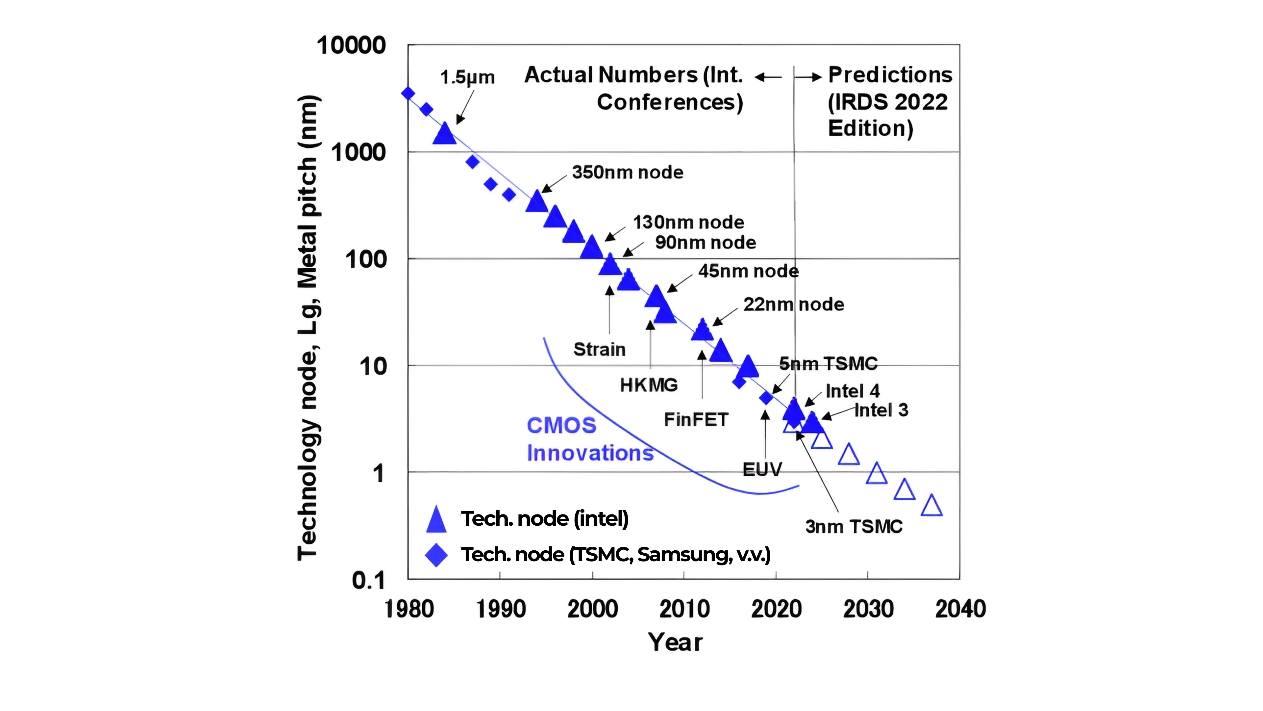 10000
1000
100
10
1
0.1
Technology node, Lg, Metal pitch (nm)
1.5µm
Actual Numbers (Int.
Conferences)
Predictions
(IRDS 2022
Edition)
350nm node
130nm node
90nm node
45nm node
22nm node
Strain
HKMG
FinFET
5nm TSMC
Intel 4
Intel 3
EUV
3nm TSMC
CMOS
Innovations
Tech. node (intel)
Tech. node (TSMC, Samsung, v.v.)
1980 1990 2000 2010 2020 2030 2040
Year